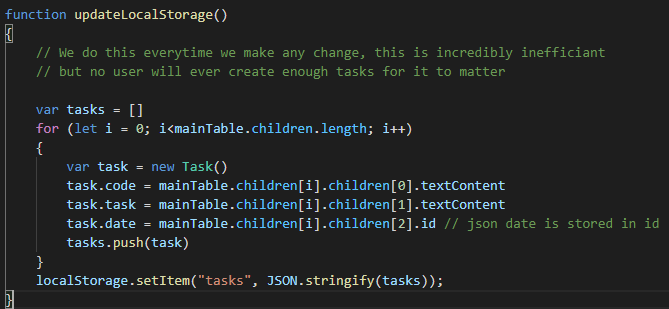 function updateLocalStorage()
{
// We do this everytime we make any change, this is incredibly inefficiant
// but no user will ever create enough tasks for it to matter
var tasks = []
for (let i = 0; i<mainTable.children.length; i++)
{
var task = new Task()
task.code = mainTable.children[i].children[0].textContent
task.task = mainTable.children[i].children[1].textContent
task.date = mainTable.children[i].children[2].id // json date is stored in id
tasks.push(task)
}
localStorage.setItem("tasks", JSON.stringify(tasks));
}